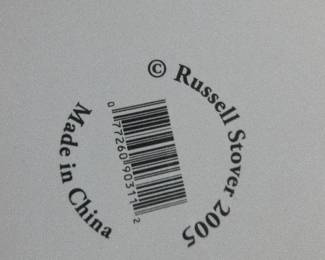 © Russell Stover 2005
0 77260 90311 2
Made in China